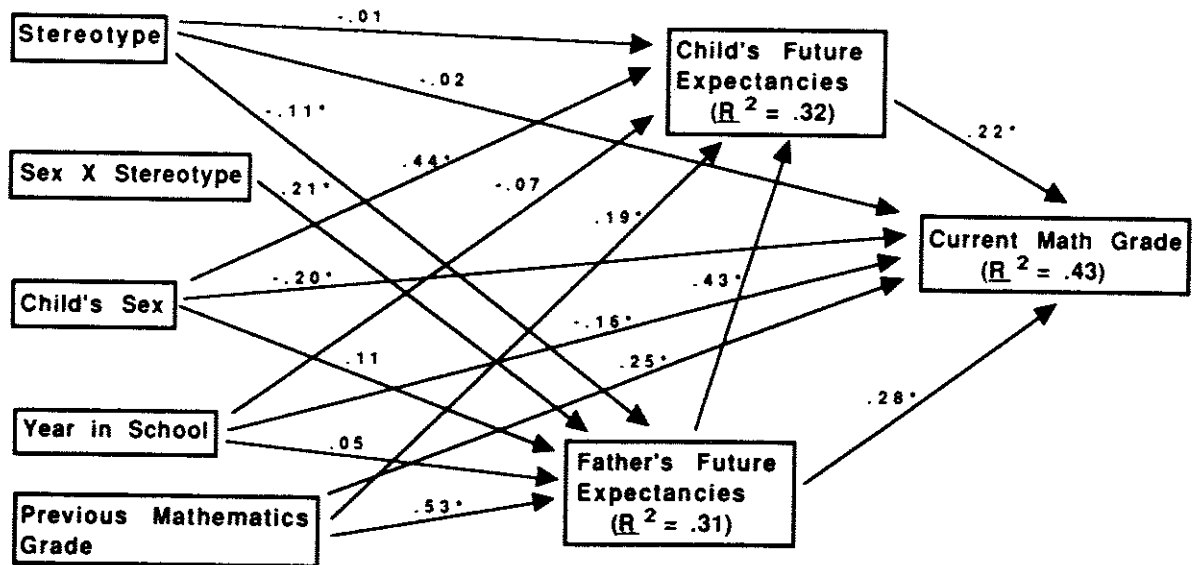 Stereotype
-.01
Child's Future
Expectancies
(R² = .32)
-.02
-.11*
.22*
Sex X Stereotype
.44*
-.07
.21*
.19*
Current Math Grade
(R² = .43)
Child's Sex
-.20*
.43*
-.16*
.11
.25*
.28*
Year in School
.05
Father's Future
Expectancies
(R² = .31)
Previous Mathematics
Grade
.53*